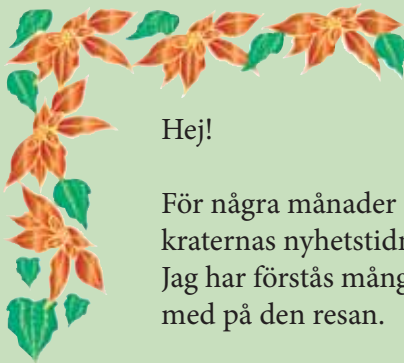 Hej!
För några månader
kraternas nyhetstidn
Jag har förstås mång
med på den resan.